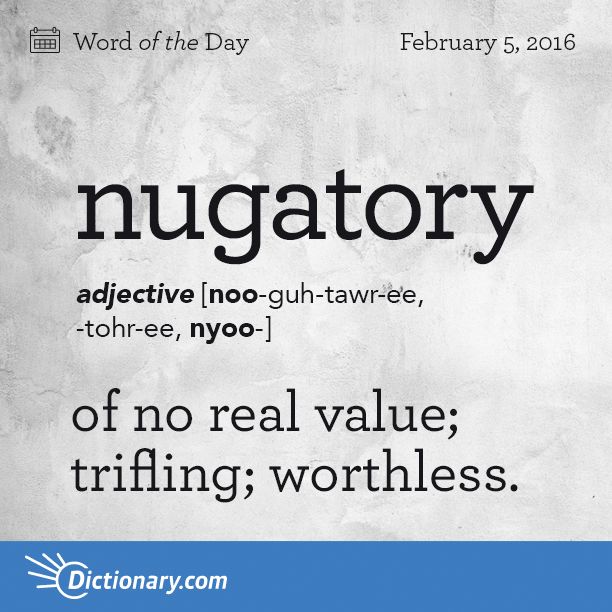 Word of the Day
February 5, 2016
nugatory
adjective [noo-guh-tawr-ee,
-tohr-ee, nyoo-]
of no real value;
trifling; worthless.
Dictionary.com